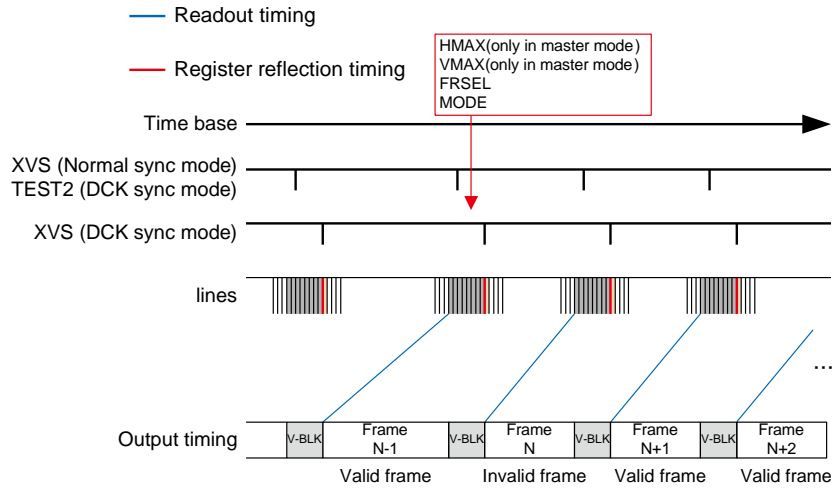 Readout timing
Register reflection timing
HMAX(only in master mode)
VMAX(only in master mode)
FRSEL
MODE
Time base
XVS (Normal sync mode)
TEST2 (DCK sync mode)
XVS (DCK sync mode)
lines
...
Output timing
V-BLK
Frame
N-1
V-BLK
Frame
N
V-BLK
Frame
N+1
V-BLK
Frame
N+2
Valid frame
Invalid frame
Valid frame
Valid frame